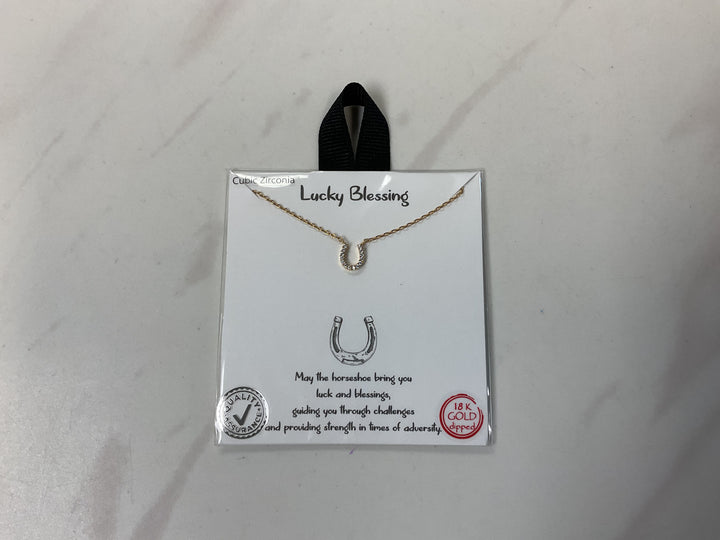 Cubic Zirconia
Lucky Blessing
May the horseshoe bring you
luck and blessings,
guiding you through challenges
and providing strength in times of adversity.
QUALITY
ASSURANCE
18 K
GOLD
dipped